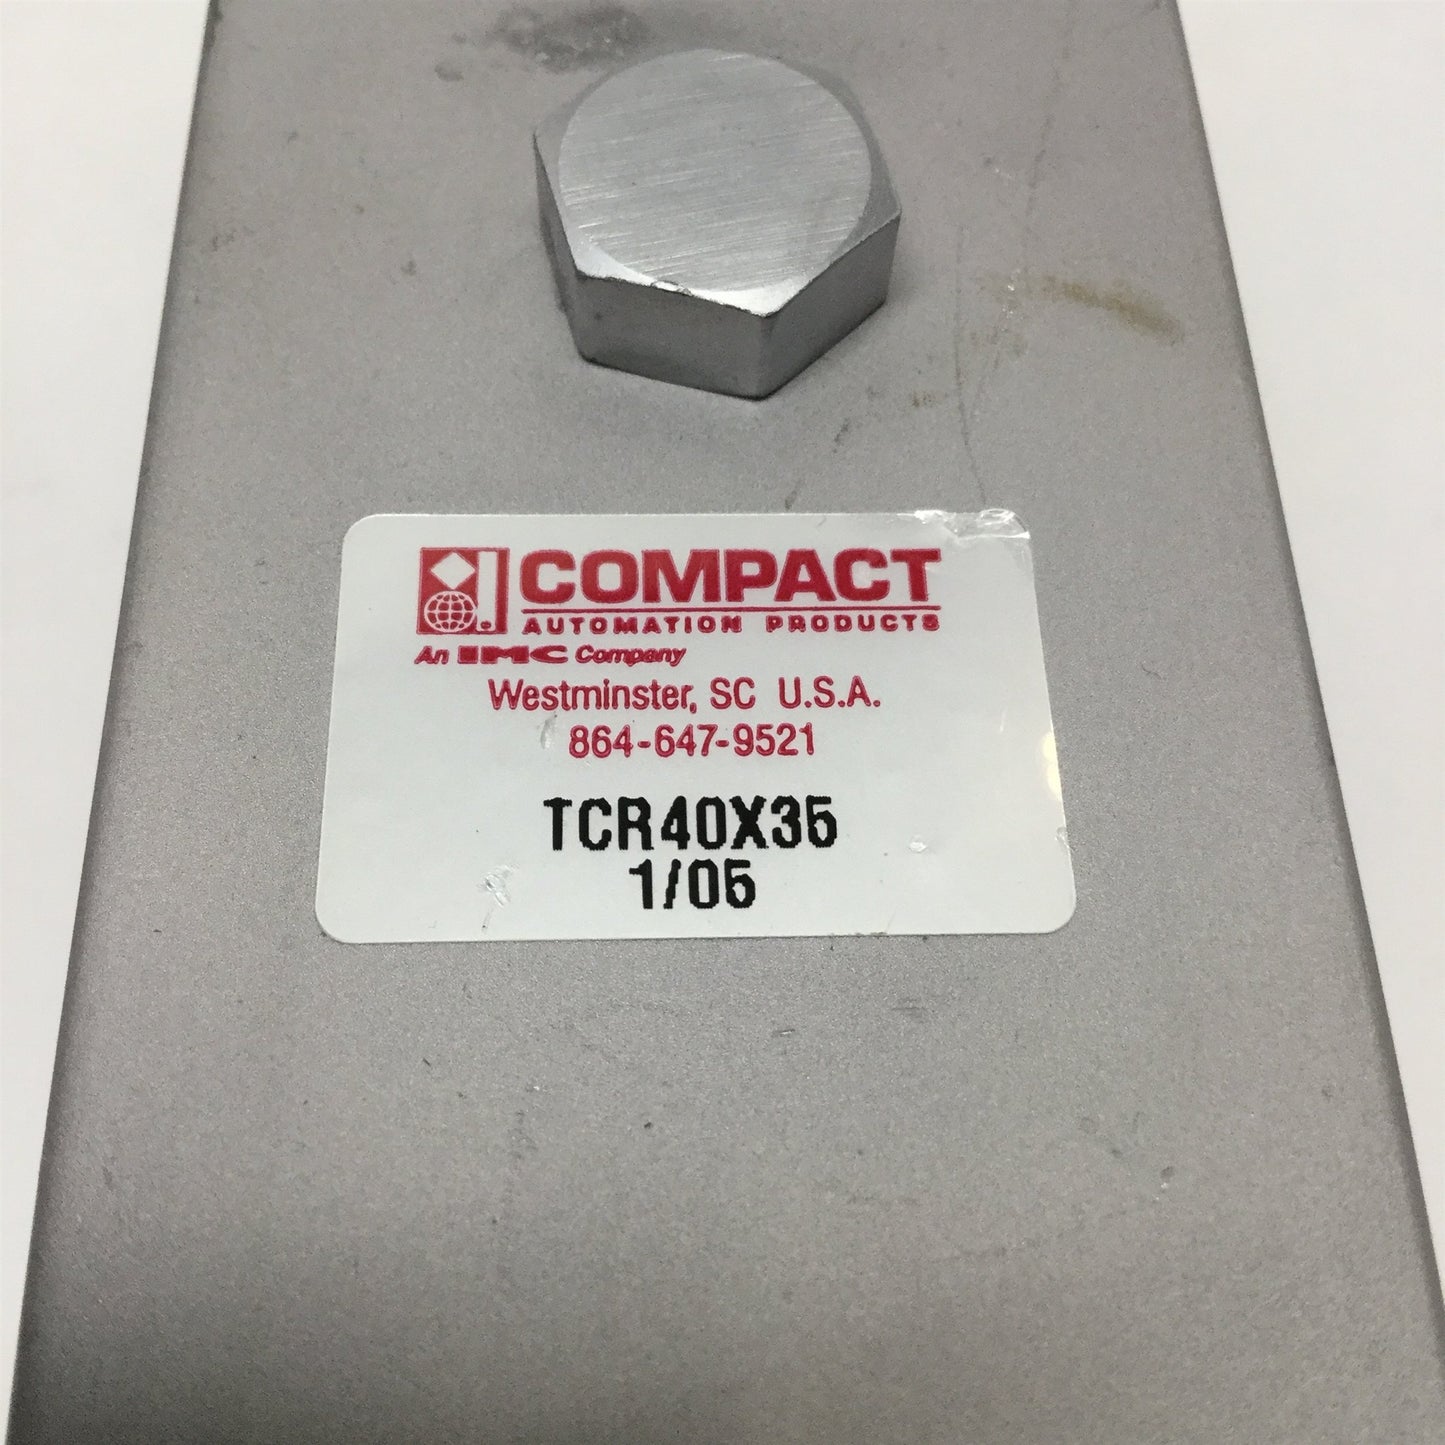 COMPACT
AUTOMATION PRODUCTS
An IMC Company
Westminster, SC U.S.A.
864-647-9521
TCR40X35
1/05